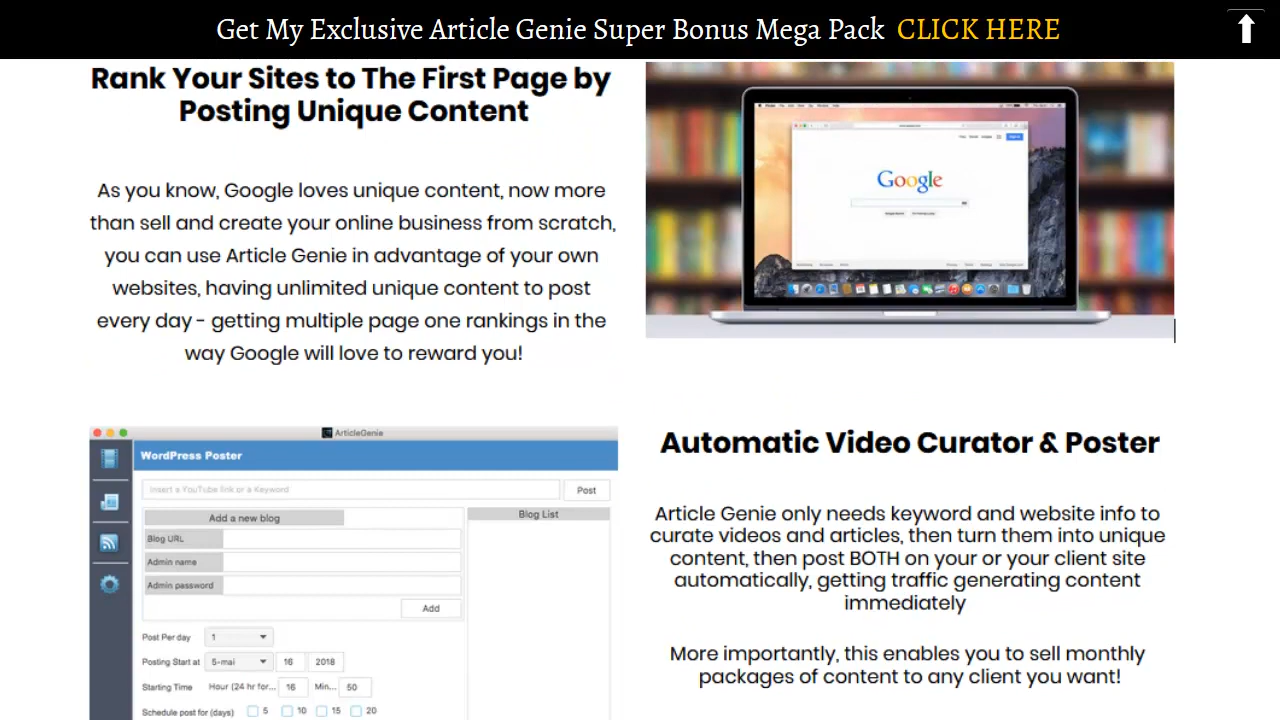 Get My Exclusive Article Genie Super Bonus Mega Pack CLICK HERE
Rank Your Sites to The First Page by
Posting Unique Content
As you know, Google loves unique content, now more
than sell and create your online business from scratch,
you can use Article Genie in advantage of your own
websites, having unlimited unique content to post
every day - getting multiple page one rankings in the
way Google will love to reward you!
Google
ArticleGenie
WordPress Poster
Insert a YouTube link or a Keyword
Post
Add a new blog
Blog List
Blog URL
Admin name
Admin password
Add
Post Per day 1
Posting Start at 5-mai 16 2018
Starting Time Hour (24 hr for... 16 Min... 50
Schedule post for (days) 5 10 15 20
Automatic Video Curator & Poster
Article Genie only needs keyword and website info to
curate videos and articles, then turn them into unique
content, then post BOTH on your or your client site
automatically, getting traffic generating content
immediately
More importantly, this enables you to sell monthly
packages of content to any client you want!